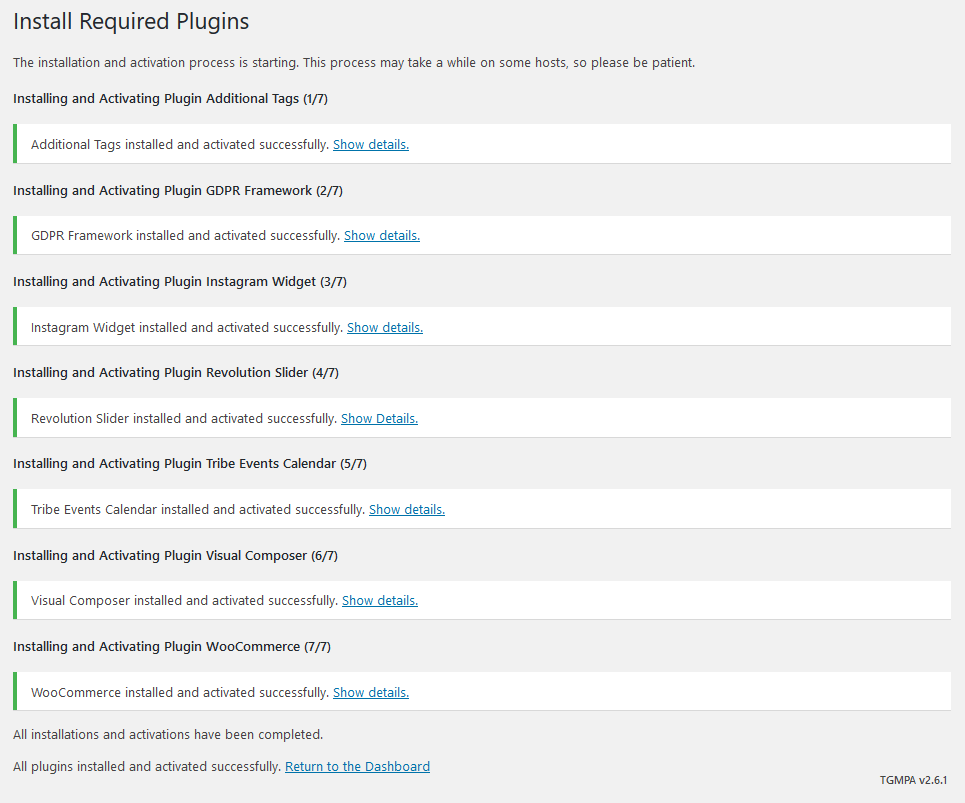 Install Required Plugins
The installation and activation process is starting. This process may take a while on some hosts, so please be patient.
Installing and Activating Plugin Additional Tags (1/7)
Additional Tags installed and activated successfully. Show details.
Installing and Activating Plugin GDPR Framework (2/7)
GDPR Framework installed and activated successfully. Show details.
Installing and Activating Plugin Instagram Widget (3/7)
Instagram Widget installed and activated successfully. Show details.
Installing and Activating Plugin Revolution Slider (4/7)
Revolution Slider installed and activated successfully. Show Details.
Installing and Activating Plugin Tribe Events Calendar (5/7)
Tribe Events Calendar installed and activated successfully. Show details.
Installing and Activating Plugin Visual Composer (6/7)
Visual Composer installed and activated successfully. Show details.
Installing and Activating Plugin WooCommerce (7/7)
WooCommerce installed and activated successfully. Show details.
All installations and activations have been completed.
All plugins installed and activated successfully. Return to the Dashboard
TGMPA v2.6.1